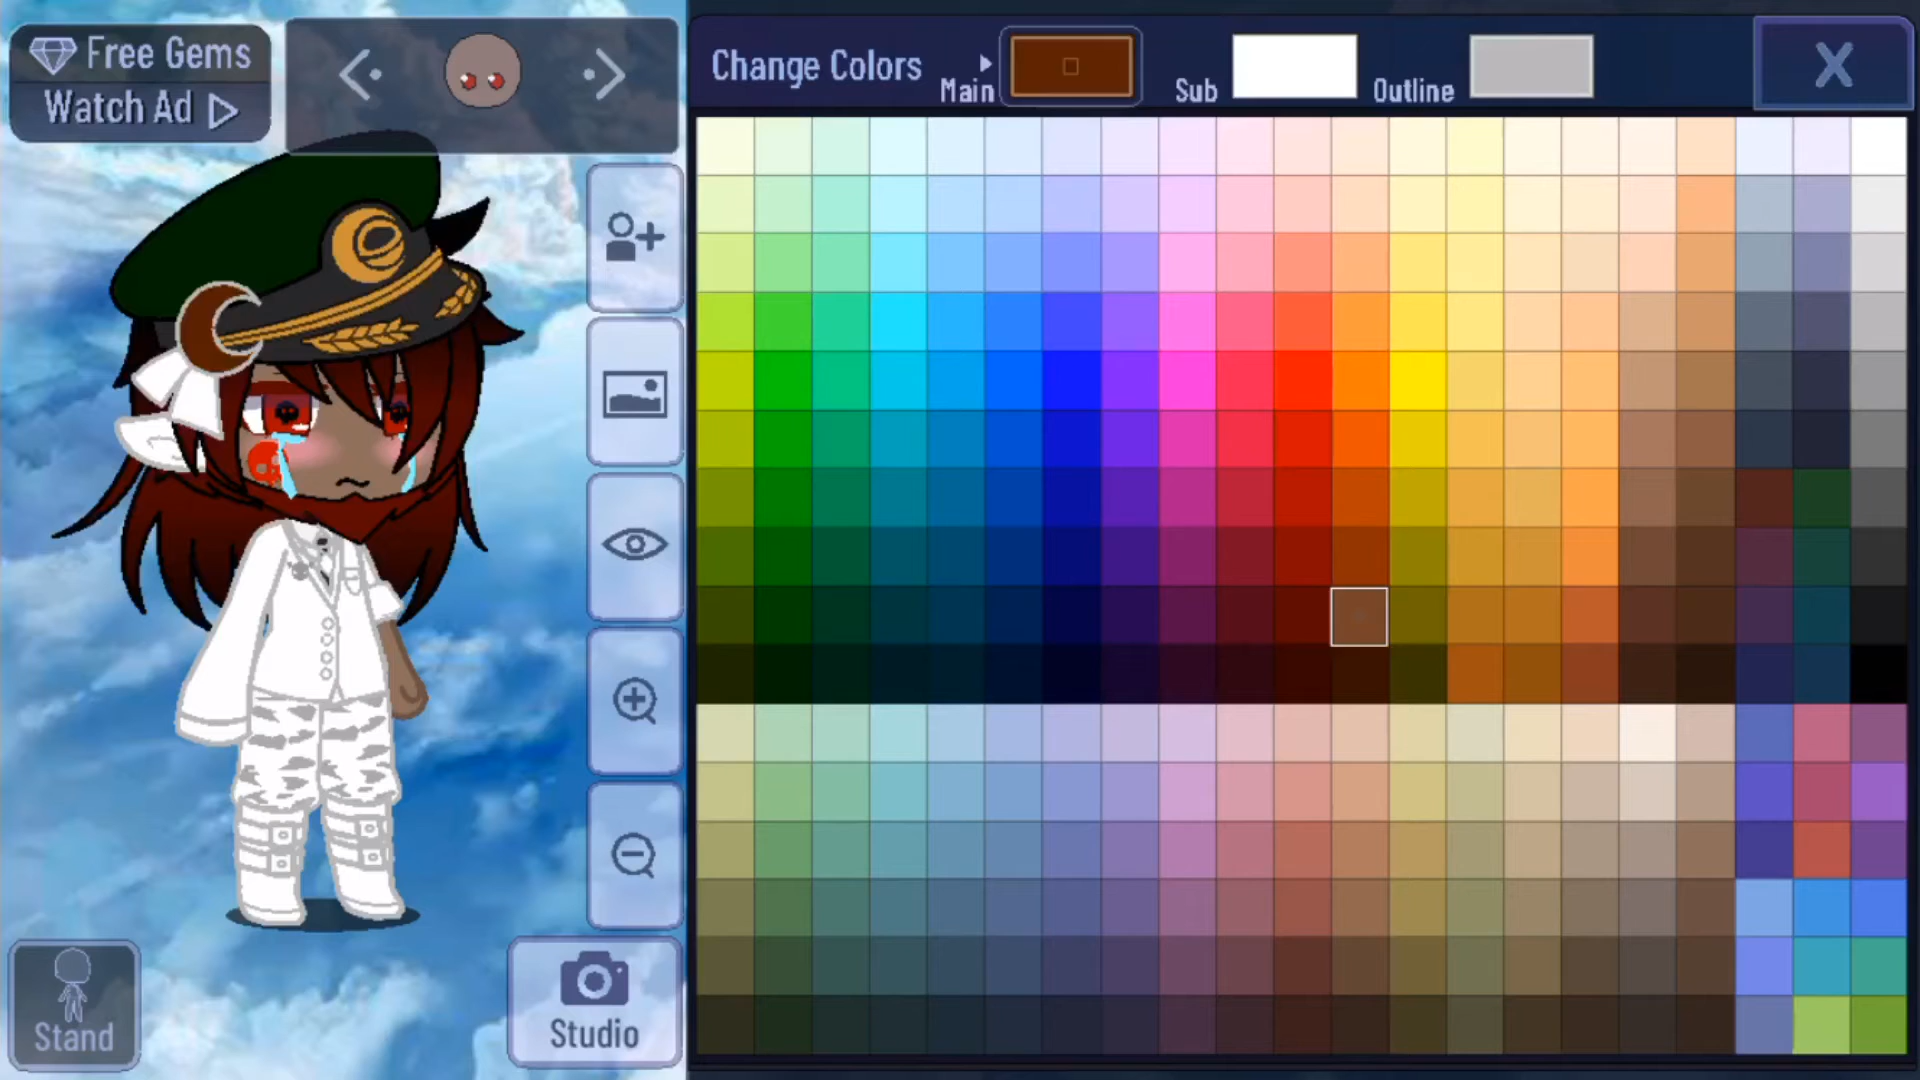 Free Gems
Watch Ad
Change Colors
Main
Sub
Outline
X
Stand
Studio